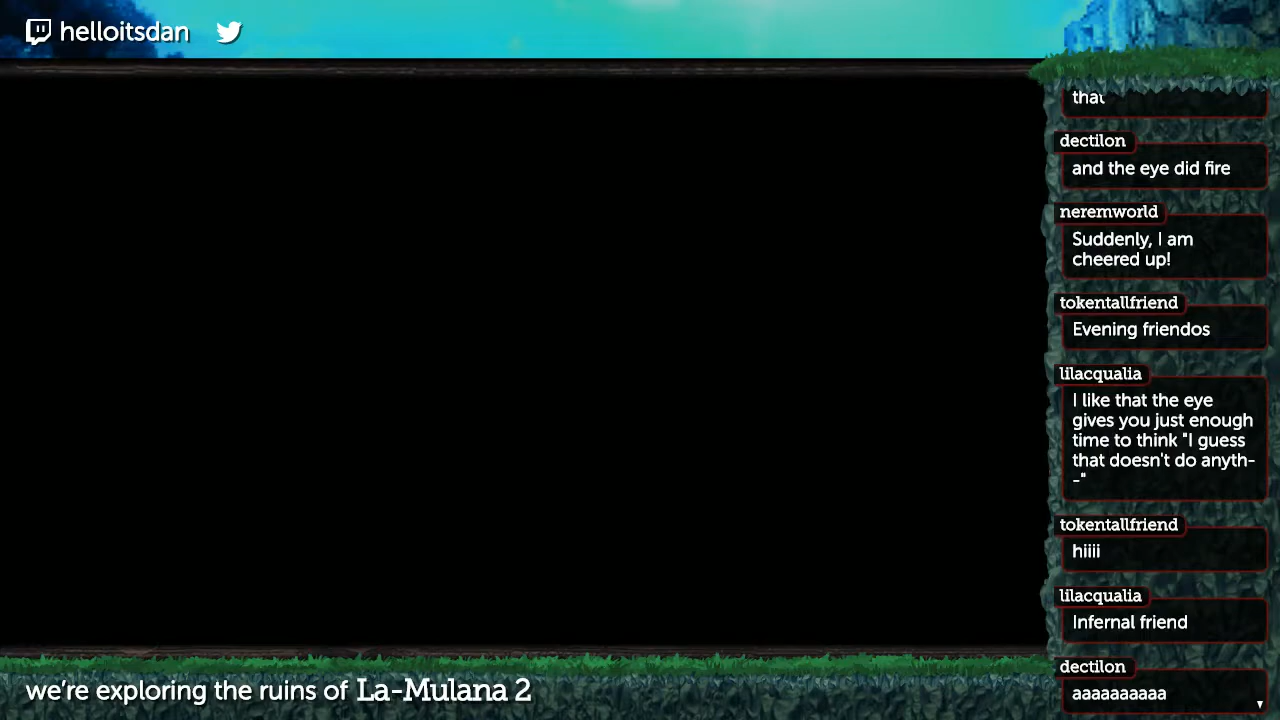 helloitsdan
that
dectilon
and the eye did fire
neremworld
Suddenly, I am
cheered up!
tokentallfriend
Evening friendos
lilacqualia
I like that the eye
gives you just enough
time to think "I guess
that doesn't do anyth-
-"
tokentallfriend
hiiii
lilacqualia
Infernal friend
dectilon
aaaaaaaaaa
we're exploring the ruins of La-Mulana 2